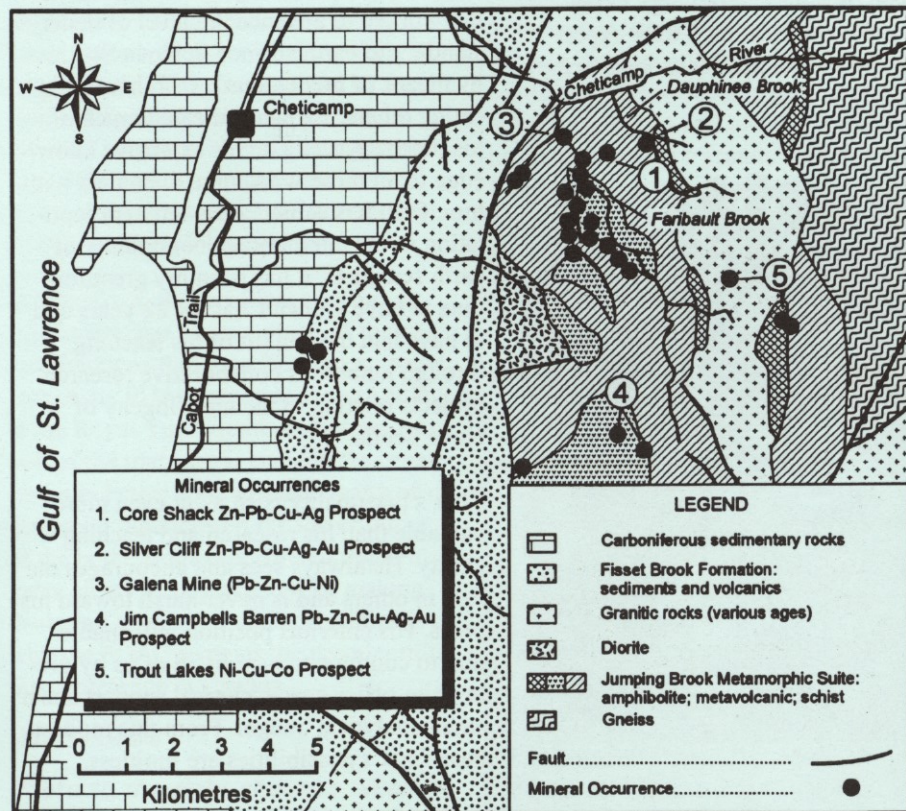 N
W E
S
Cheticamp
Cheticamp River
Dauphinee Brook
3
2
1
Faribault Brook
5
Gulf of St. Lawrence
Cabot Trail
4
Mineral Occurrences
1. Core Shack Zn-Pb-Cu-Ag Prospect
2. Silver Cliff Zn-Pb-Cu-Ag-Au Prospect
3. Galena Mine (Pb-Zn-Cu-Ni)
4. Jim Campbells Barren Pb-Zn-Cu-Ag-Au
Prospect
5. Trout Lakes Ni-Cu-Co Prospect
0 1 2 3 4 5
Kilometres
LEGEND
Carboniferous sedimentary rocks
Fisset Brook Formation:
sediments and volcanics
Granitic rocks (various ages)
Diorite
Jumping Brook Metamorphic Suite:
amphibolite; metavolcanic; schist
Gneiss
Fault
Mineral Occurrence